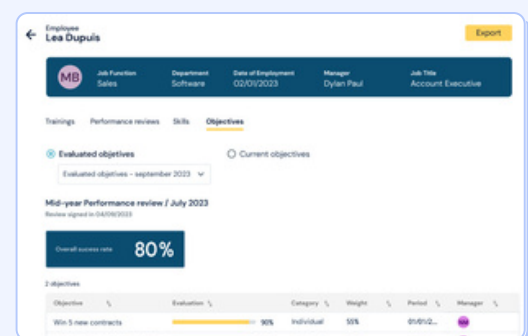 Employee
Lea Dupuis
Export
MB
Job Function
Sales
Department
Software
Date of Employment
02/01/2023
Manager
Dylan Paul
Job Title
Account Executive
Trainings Performance reviews Skills Objectives
Evaluated objetives
Current objectives
Evaluated objetives - september 2023
Mid-year Performance review / July 2023
Review signed in 04/09/2023
Overall sucess rate 80%
2 objectives
Objective Evaluation Category Weight Period Manager
Win 5 new contracts 90% Individual 55% 01/01/2...